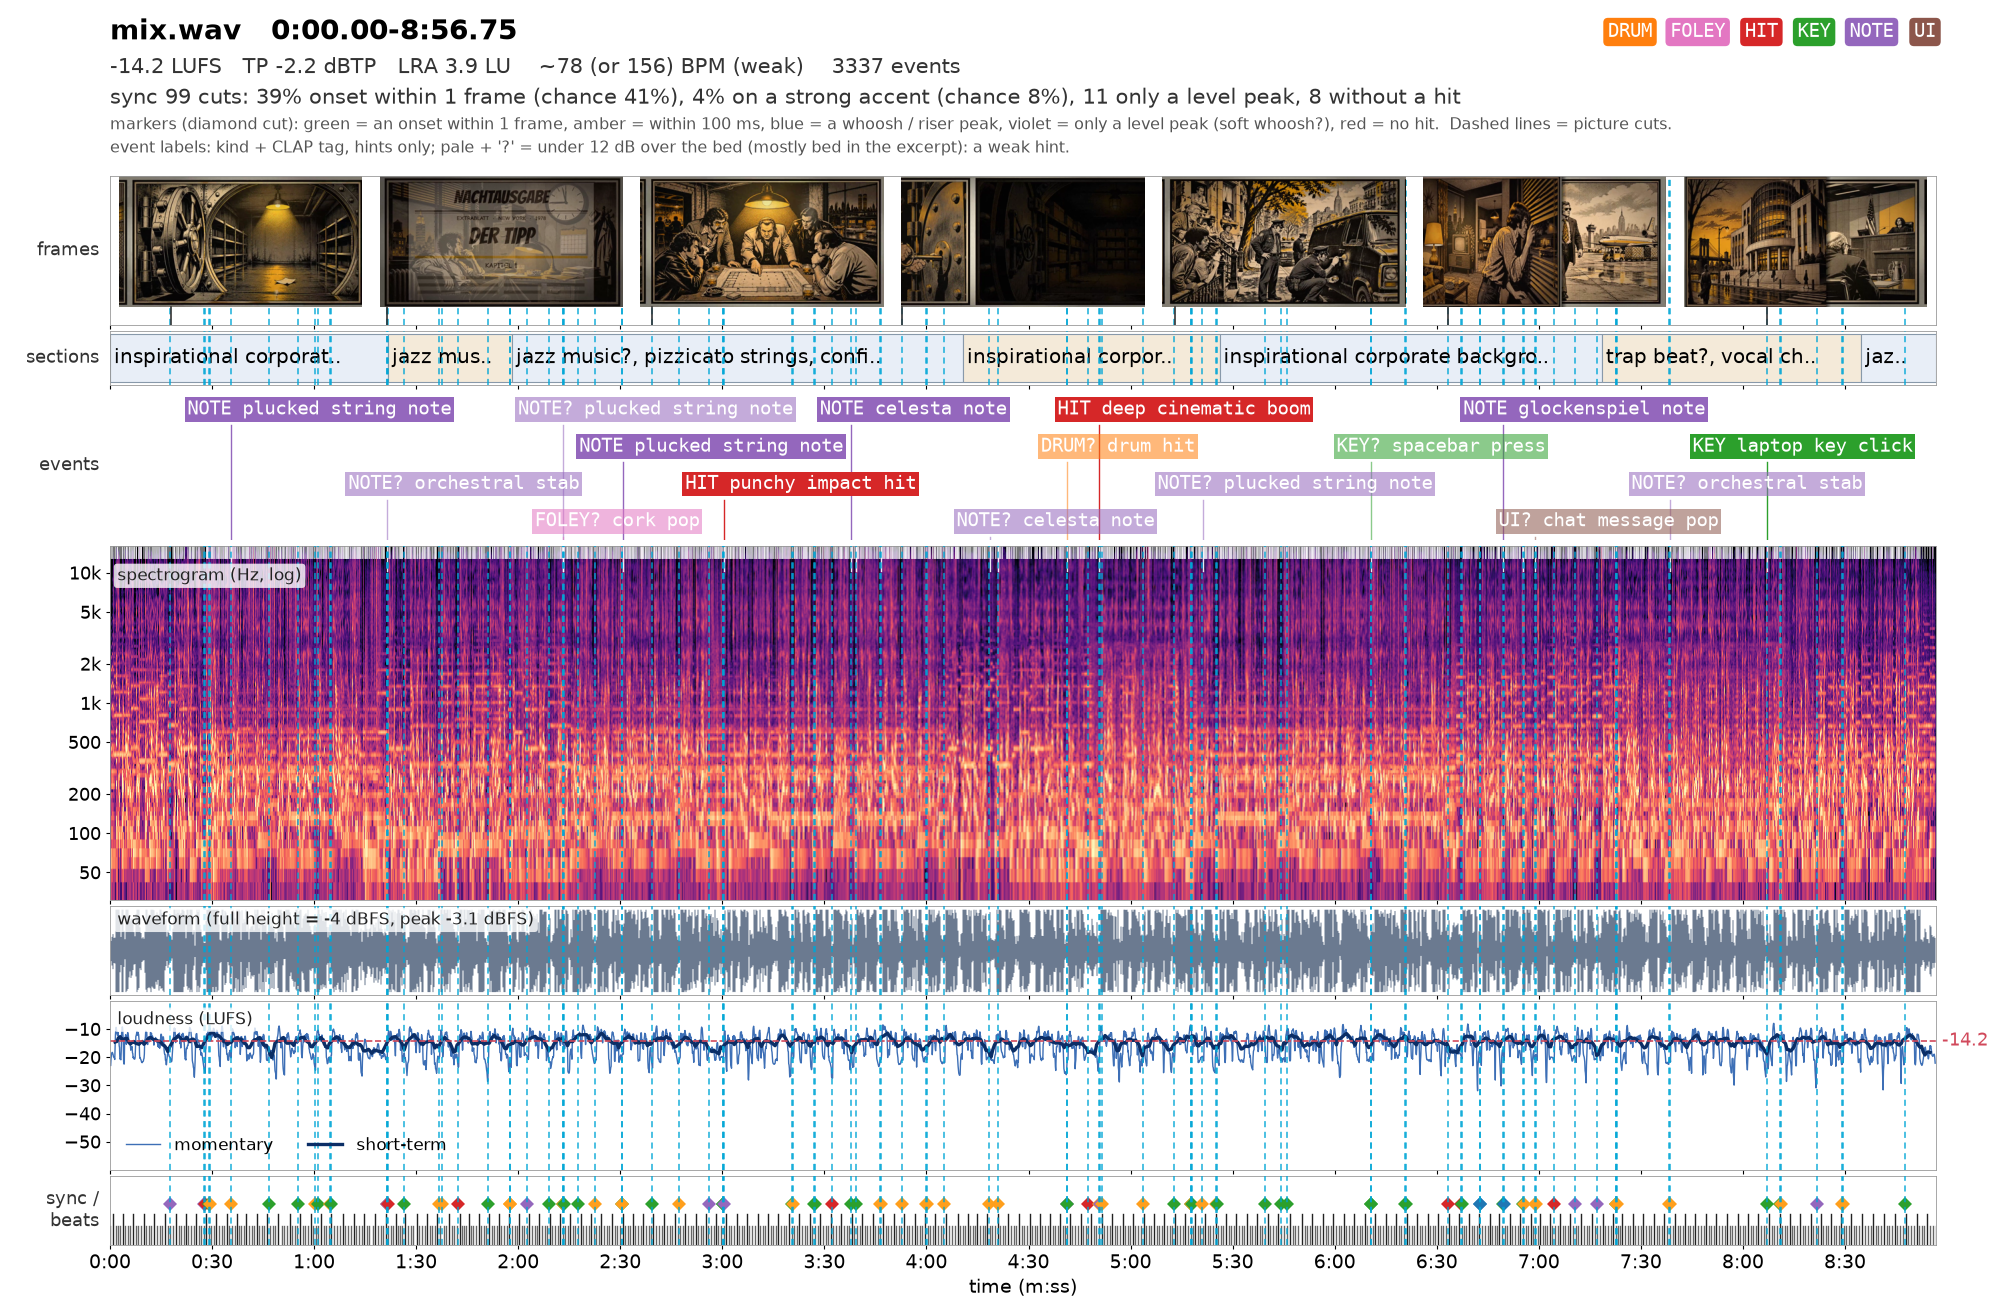 mix.wav 0:00.00-8:56.75
DRUM FOLEY HIT KEY NOTE UI
-14.2 LUFS TP -2.2 dBTP LRA 3.9 LU ~78 (or 156) BPM (weak) 3337 events
sync 99 cuts: 39% onset within 1 frame (chance 41%), 4% on a strong accent (chance 8%), 11 only a level peak, 8 without a hit
markers (diamond cut): green = an onset within 1 frame, amber = within 100 ms, blue = a whoosh / riser peak, violet = only a level peak (soft whoosh?), red = no hit. Dashed lines = picture cuts.
event labels: kind + CLAP tag, hints only; pale + '?' = under 12 dB over the bed (mostly bed in the excerpt): a weak hint.
frames
NACHTAUSGABE
EXTRABLATT NEW YORK 1978
DER TIPP
KAPITEL 1
sections
inspirational corporat..
jazz mus..
jazz music?, pizzicato strings, confi..
inspirational corpor..
inspirational corporate backgro..
trap beat?, vocal ch..
jaz..
events
NOTE plucked string note
NOTE? plucked string note
NOTE celesta note
HIT deep cinematic boom
NOTE glockenspiel note
NOTE plucked string note
DRUM? drum hit
KEY? spacebar press
KEY laptop key click
NOTE? orchestral stab
HIT punchy impact hit
NOTE? plucked string note
NOTE? orchestral stab
FOLEY? cork pop
NOTE? celesta note
UI? chat message pop
spectrogram (Hz, log)
10k
5k
2k
1k
500
200
100
50
waveform (full height = -4 dBFS, peak -3.1 dBFS)
loudness (LUFS)
−10
−20
−30
−40
−50
-14.2
momentary
short-term
sync /
beats
0:00 0:30 1:00 1:30 2:00 2:30 3:00 3:30 4:00 4:30 5:00 5:30 6:00 6:30 7:00 7:30 8:00 8:30
time (m:ss)